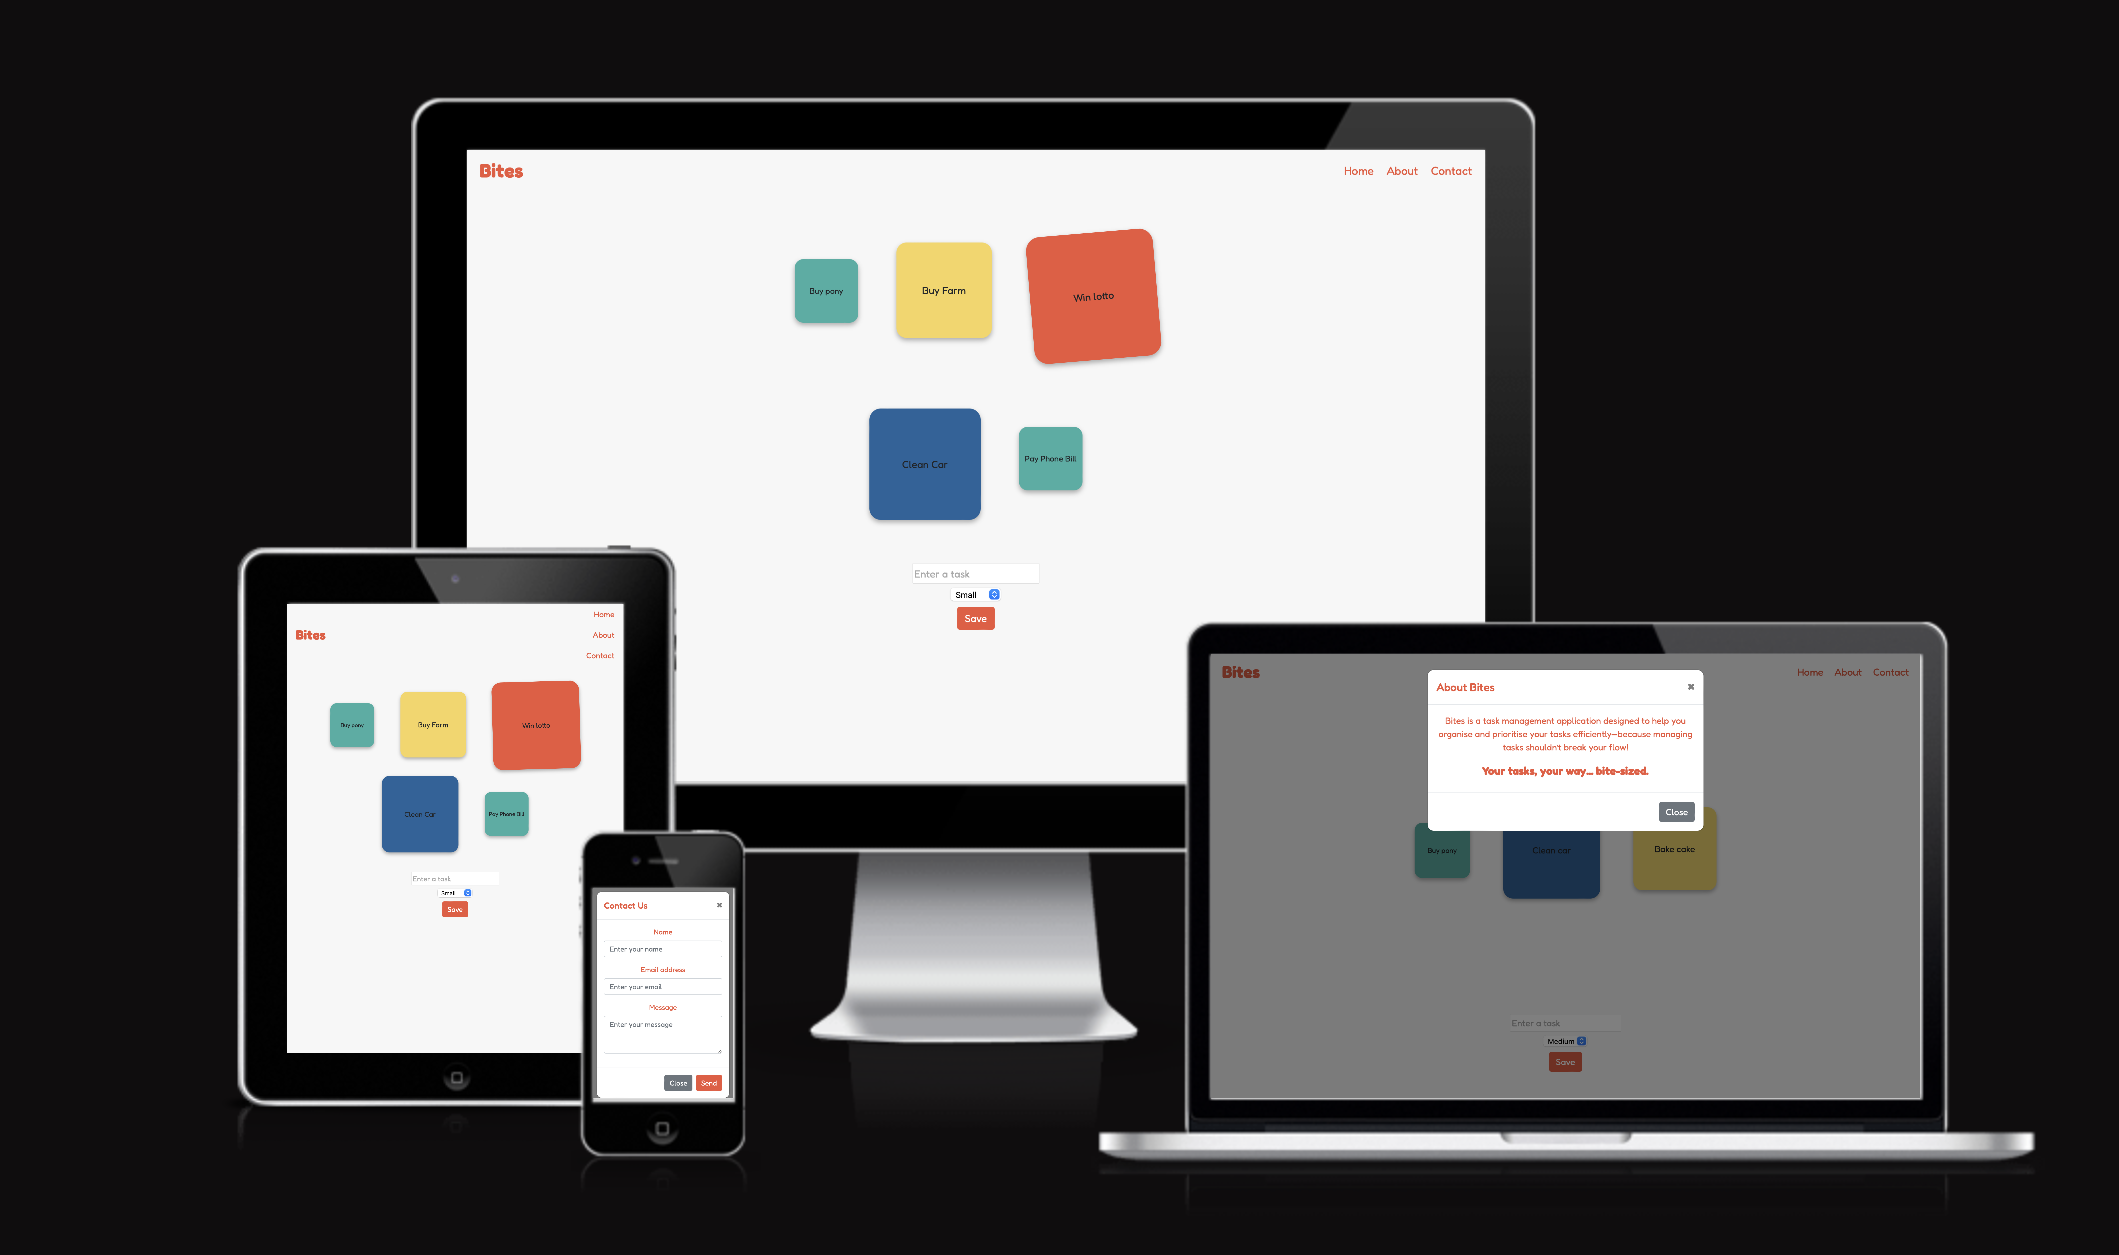 Bites
Home About Contact
Buy pony
Buy Farm
Win lotto
Clean Car
Pay Phone Bill
Enter a task
Small
Save
Home
Bites
About
Contact
Buy pony
Buy Farm
Win lotto
Clean Car
Pay Phone Bill
Enter a task
Small
Save
Contact Us ×
Name
Enter your name
Email address
Enter your email
Message
Enter your message
Close Send
Bites
Home About Contact
About Bites ×
Bites is a task management application designed to help you
organise and prioritise your tasks efficiently—because managing
tasks shouldn't break your flow!
Your tasks, your way... bite-sized.
Close
Buy pony
Clean car
Bake cake
Enter a task
Medium
Save